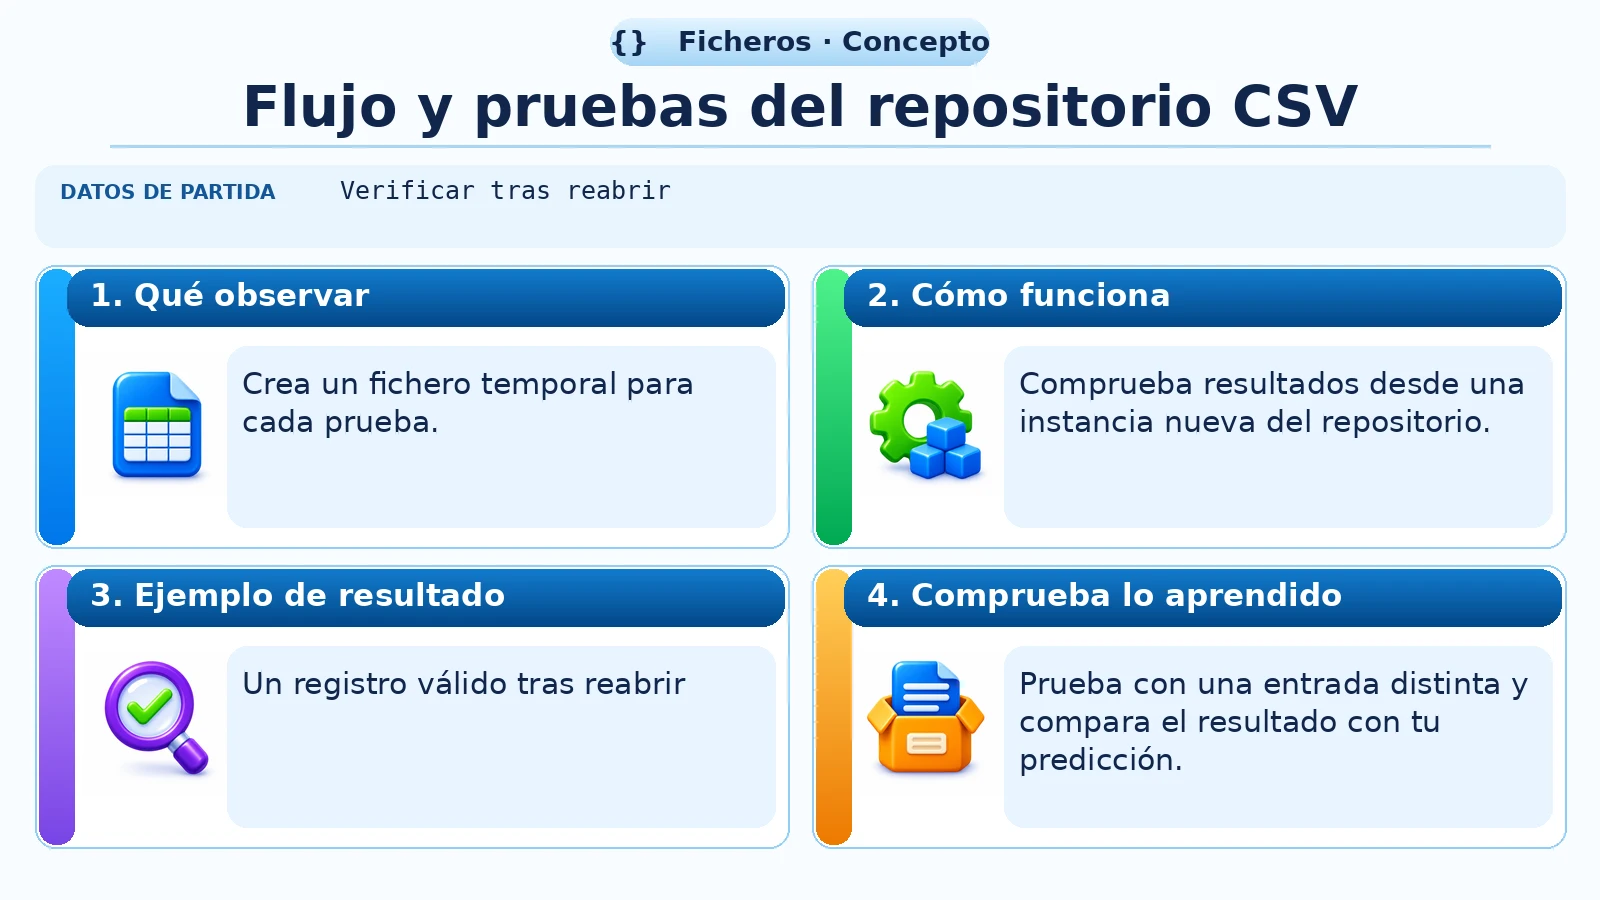 {} Ficheros · Concepto
Flujo y pruebas del repositorio CSV
DATOS DE PARTIDA Verificar tras reabrir
1. Qué observar
Crea un fichero temporal para
cada prueba.
2. Cómo funciona
Comprueba resultados desde una
instancia nueva del repositorio.
3. Ejemplo de resultado
Un registro válido tras reabrir
4. Comprueba lo aprendido
Prueba con una entrada distinta y
compara el resultado con tu
predicción.